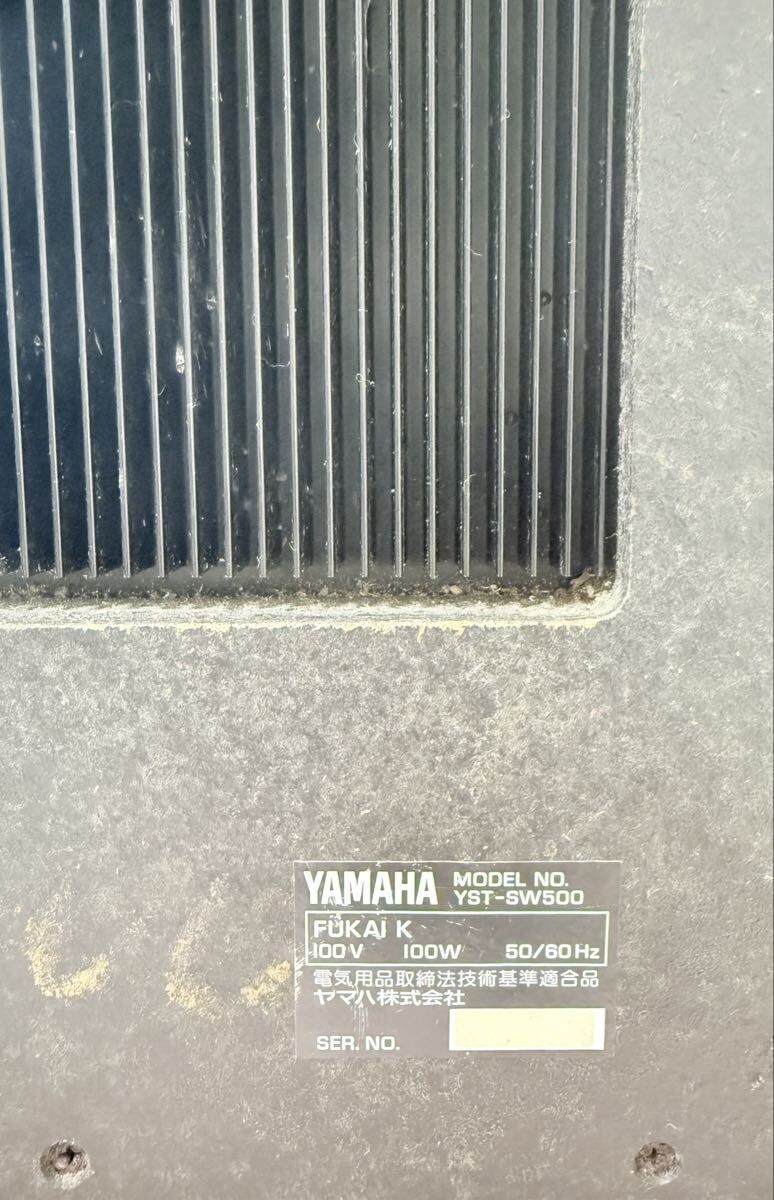 YAMAHA MODEL NO.
YST-SW500
FUKAI K
100V 100W 50/60Hz
電気用品取締法技術基準適合品
ヤマハ株式会社
SER. NO.